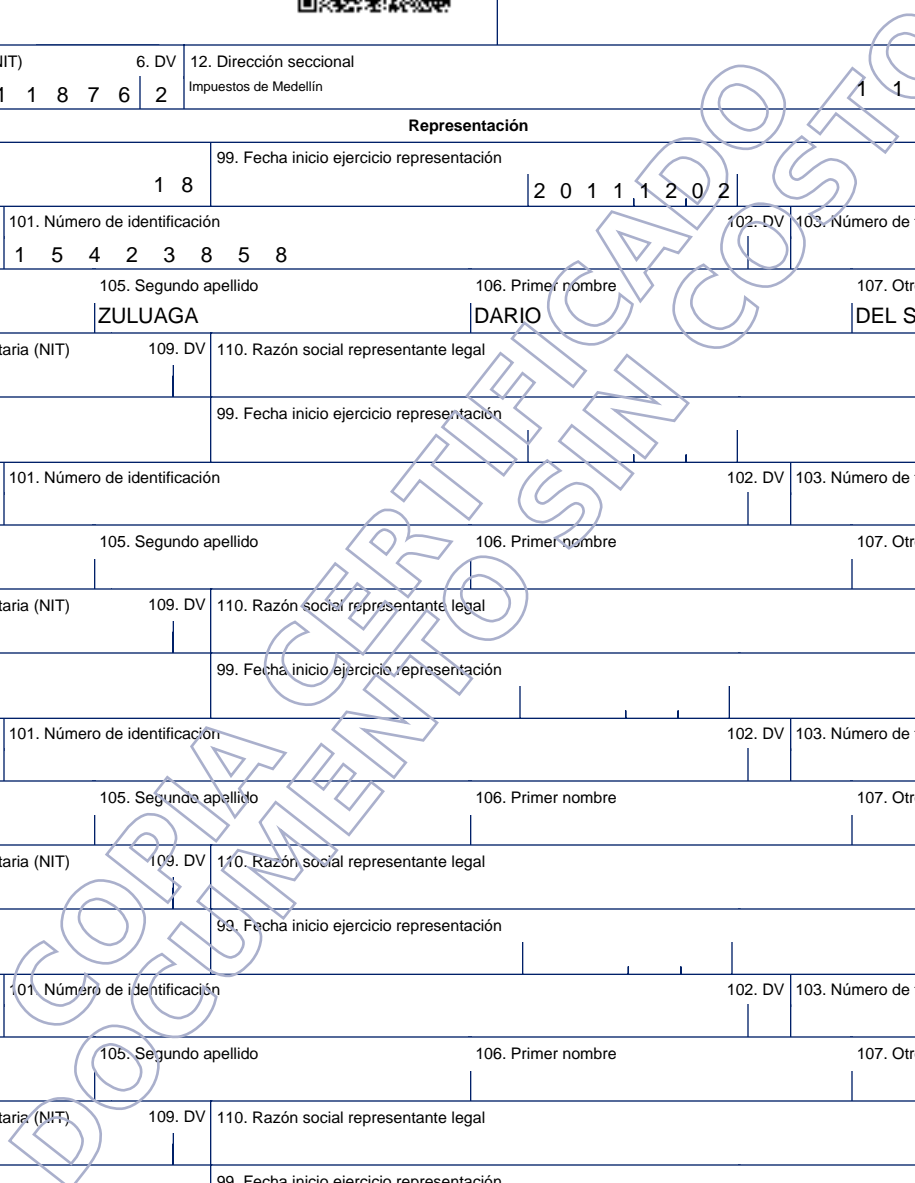 IIT) 6. DV 12. Dirección seccional
1 1 8 7 6 2 Impuestos de Medellín 1 1
Representación
99. Fecha inicio ejercicio representación
1 8 2 0 1 1 1 2 0 2
101. Número de identificación 102. DV 103. Número de
1 5 4 2 3 8 5 8
105. Segundo apellido 106. Primer nombre 107. Otr
ZULUAGA DARIO DEL S
taria (NIT) 109. DV 110. Razón social representante legal
99. Fecha inicio ejercicio representación
101. Número de identificación 102. DV 103. Número de
105. Segundo apellido 106. Primer nombre 107. Otr
taria (NIT) 109. DV 110. Razón social representante legal
99. Fecha inicio ejercicio representación
101. Número de identificación 102. DV 103. Número de
105. Segundo apellido 106. Primer nombre 107. Otr
taria (NIT) 109. DV 110. Razón social representante legal
99. Fecha inicio ejercicio representación
101. Número de identificación 102. DV 103. Número de
105. Segundo apellido 106. Primer nombre 107. Otr
taria (NIT) 109. DV 110. Razón social representante legal
99. Fecha inicio ejercicio representación
COPIA CERTIFICADO
DOCUMENTO SIN COSTO